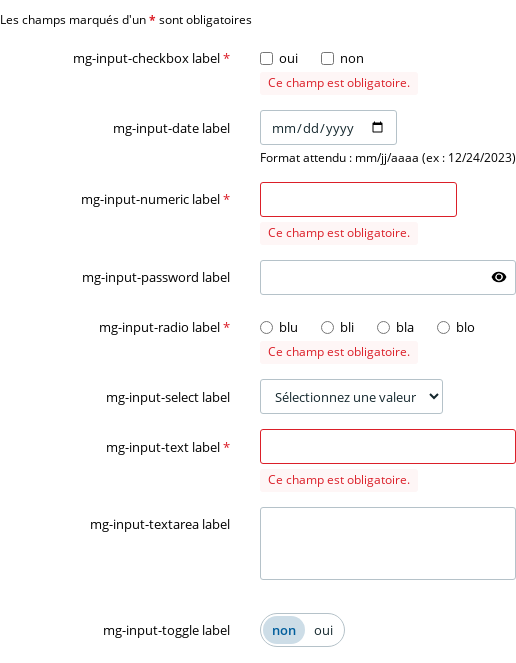 Les champs marqués d'un * sont obligatoires
mg-input-checkbox label * oui non
Ce champ est obligatoire.
mg-input-date label mm/dd/yyyy
Format attendu : mm/jj/aaaa (ex : 12/24/2023)
mg-input-numeric label *
Ce champ est obligatoire.
mg-input-password label
mg-input-radio label * blu bli bla blo
Ce champ est obligatoire.
mg-input-select label Sélectionnez une valeur
mg-input-text label *
Ce champ est obligatoire.
mg-input-textarea label
mg-input-toggle label non oui